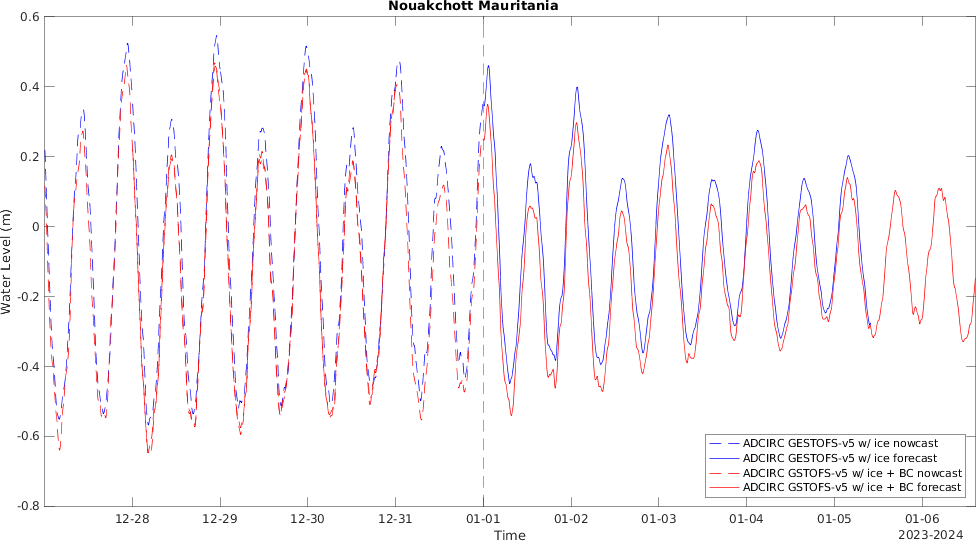 Nouakchott Mauritania
Water Level (m)
0.6
0.4
0.2
0
-0.2
-0.4
-0.6
-0.8
ADCIRC GESTOFS-v5 w/ ice nowcast
ADCIRC GESTOFS-v5 w/ ice forecast
ADCIRC GSTOFS-v5 w/ ice + BC nowcast
ADCIRC GSTOFS-v5 w/ ice + BC forecast
12-28 12-29 12-30 12-31 01-01 01-02 01-03 01-04 01-05 01-06
Time
2023-2024